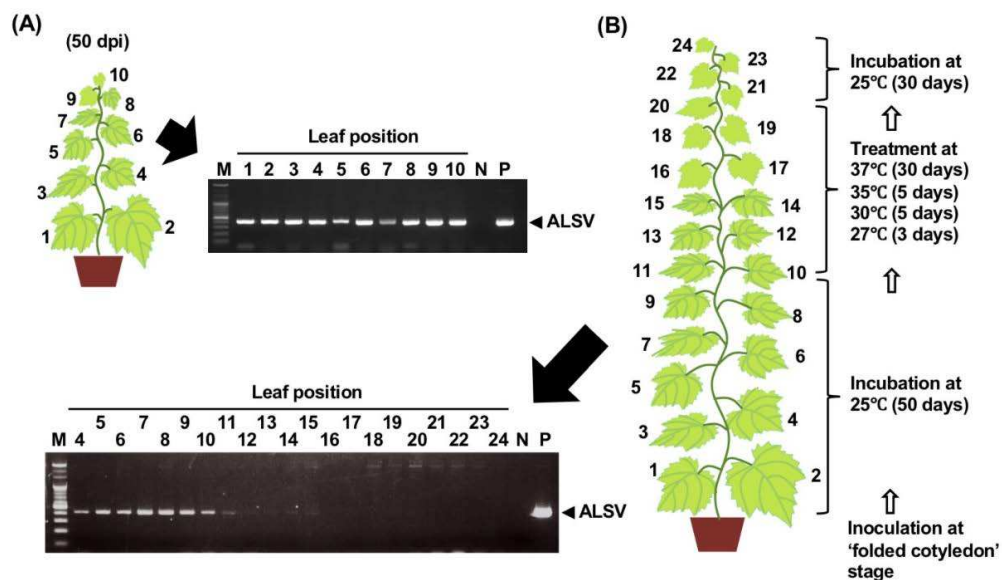 (A)
(50 dpi)
10
9
8
7
6
5
4
3
2
1
Leaf position
M 1 2 3 4 5 6 7 8 9 10 N P
ALSV
Leaf position
5 7 9 11 13 15 17 19 21 23
M 4 6 8 10 12 14 16 18 20 22 24 N P
ALSV
(B)
24
23
22
21
20
19
18
17
16
15
14
13
12
11
10
9
8
7
6
5
4
3
2
1
Incubation at
25℃ (30 days)
Treatment at
37℃ (30 days)
35℃ (5 days)
30℃ (5 days)
27℃ (3 days)
Incubation at
25℃ (50 days)
Inoculation at
‘folded cotyledon’
stage